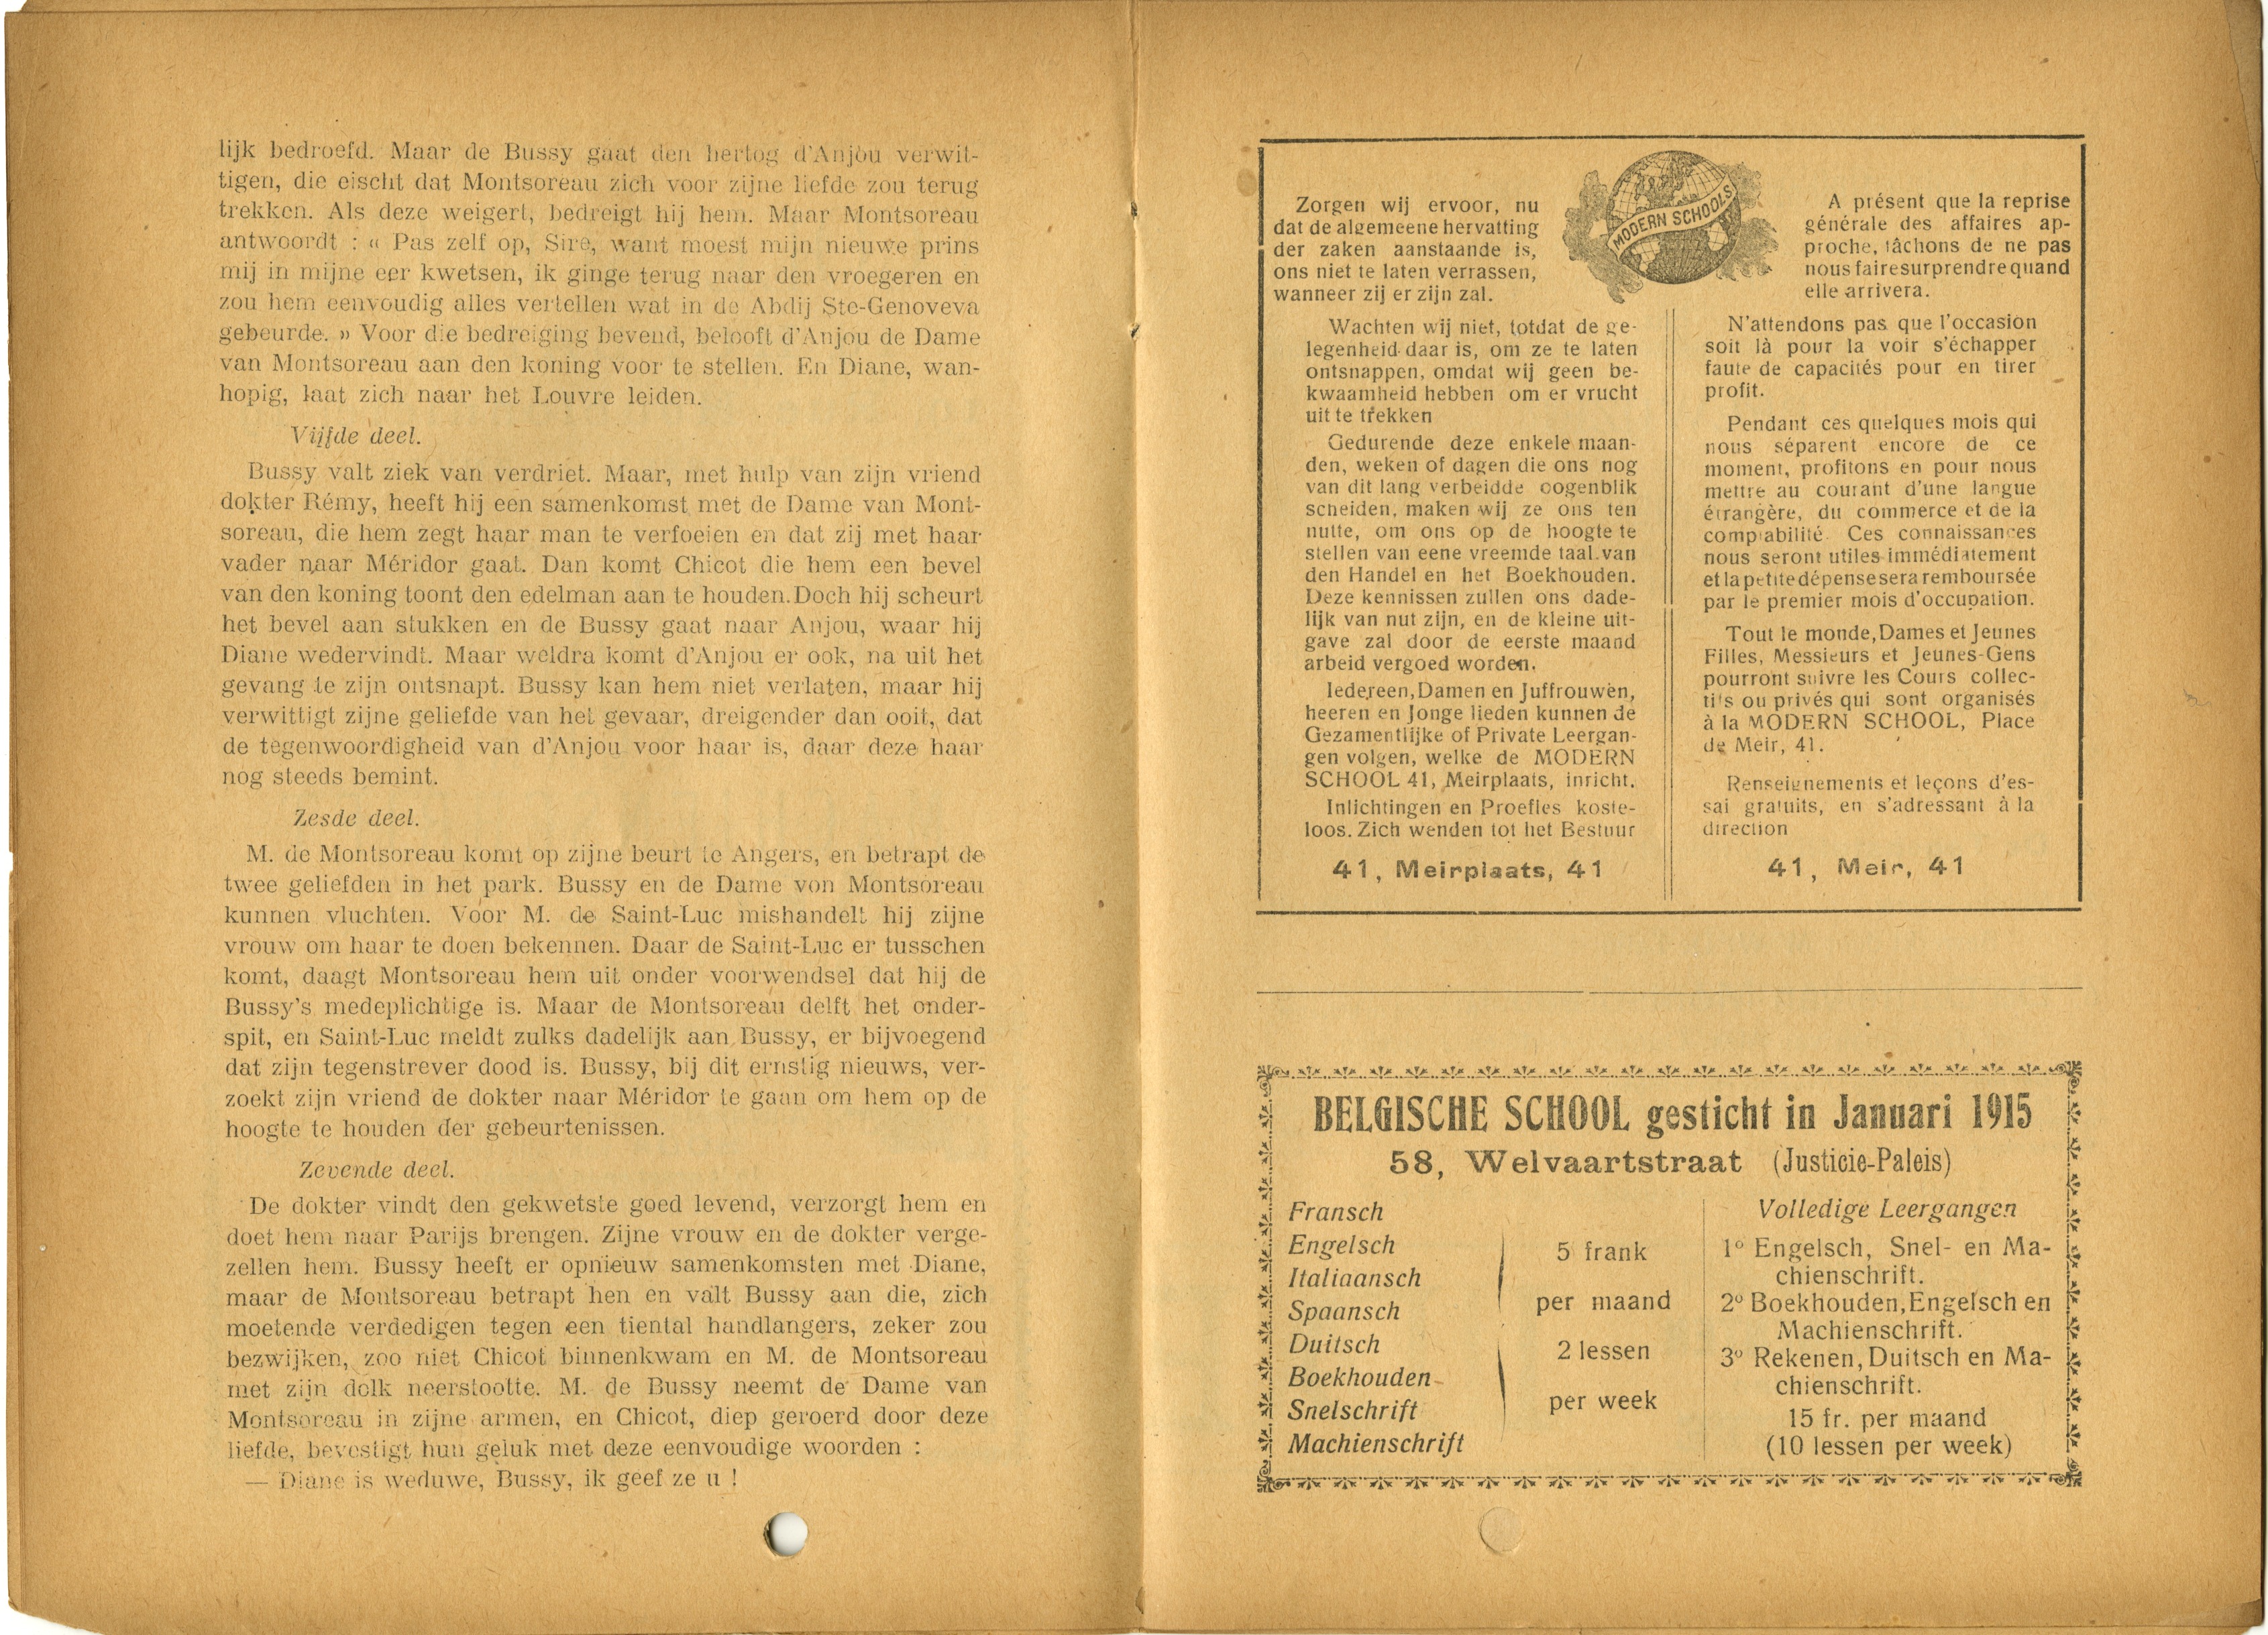 lijk bedroefd. Maar de Bussy gaat den hertog d'Anjou verwit-
tigen, die eischt dat Montsoreau zich voor zijne liefde zou terug
trekken. Als deze weigert, bedreigt hij hem. Maar Montsoreau
antwoordt : « Pas zelf op, Sire, want moest mijn nieuwe prins
mij in mijne eer kwetsen, ik ginge terug naar den vroegeren en
zou hem eenvoudig alles vertellen wat in de Abdij Ste-Genoveva
gebeurde. » Voor die bedreiging bevend, belooft d'Anjou de Dame
van Montsoreau aan den koning voor te stellen. En Diane, wan-
hopig, laat zich naar het Louvre leiden.
Vijfde deel.
Bussy valt ziek van verdriet. Maar, met hulp van zijn vriend
dokter Rémy, heeft hij een samenkomst met de Dame van Mont-
soreau, die hem zegt haar man te verfoeien en dat zij met haar
vader naar Méridor gaat. Dan komt Chicot die hem een bevel
van den koning toont den edelman aan te houden.Doch hij scheurt
het bevel aan stukken en de Bussy gaat naar Anjou, waar hij
Diane wedervindt. Maar weldra komt d'Anjou er ook, na uit het
gevang te zijn ontsnapt. Bussy kan hem niet verlaten, maar hij
verwittigt zijne geliefde van het gevaar, dreigender dan ooit, dat
de tegenwoordigheid van d'Anjou voor haar is, daar deze haar
nog steeds bemint.
Zesde deel.
M. de Montsoreau komt op zijne beurt te Angers, en betrapt de
twee geliefden in het park. Bussy en de Dame von Montsoreau
kunnen vluchten. Voor M. de Saint-Luc mishandelt hij zijne
vrouw om haar te doen bekennen. Daar de Saint-Luc er tusschen
komt, daagt Montsoreau hem uit onder voorwendsel dat hij de
Bussy's medeplichtige is. Maar de Montsoreau delft het onder-
spit, en Saint-Luc meldt zulks dadelijk aan Bussy, er bijvoegend
dat zijn tegenstrever dood is. Bussy, bij dit ernstig nieuws, ver-
zoekt zijn vriend de dokter naar Méridor te gaan om hem op de
hoogte te houden der gebeurtenissen.
Zevende deel.
De dokter vindt den gekwetste goed levend, verzorgt hem en
doet hem naar Parijs brengen. Zijne vrouw en de dokter verge-
zellen hem. Bussy heeft er opnieuw samenkomsten met Diane,
maar de Montsoreau betrapt hen en valt Bussy aan die, zich
moetende verdedigen tegen een tiental handlangers, zeker zou
bezwijken, zoo niet Chicot binnenkwam en M. de Montsoreau
met zijn dolk neerstootte. M. de Bussy neemt de Dame van
Montsoreau in zijne armen, en Chicot, diep geroerd door deze
liefde, bevestigt hun geluk met deze eenvoudige woorden :
— Diane is weduwe, Bussy, ik geef ze u !
MODERN SCHOOLS
Zorgen wij ervoor, nu
dat de algemeene hervatting
der zaken aanstaande is,
ons niet te laten verrassen,
wanneer zij er zijn zal.
Wachten wij niet, totdat de ge-
legenheid daar is, om ze te laten
ontsnappen, omdat wij geen be-
kwaamheid hebben om er vrucht
uit te trekken
Gedurende deze enkele maan-
den, weken of dagen die ons nog
van dit lang verbeidde oogenblik
scheiden, maken wij ze ons ten
nutte, om ons op de hoogte te
stellen van eene vreemde taal van
den Handel en het Boekhouden.
Deze kennissen zullen ons dade-
lijk van nut zijn, en de kleine uit-
gave zal door de eerste maand
arbeid vergoed worden.
Iedereen, Damen en Juffrouwen,
heeren en Jonge lieden kunnen de
Gezamentlijke of Private Leergan-
gen volgen, welke de MODERN
SCHOOL 41, Meirplaats, inricht.
Inlichtingen en Proefles koste-
loos. Zich wenden tot het Bestuur
41, Meirplaats, 41
A présent que la reprise
générale des affaires ap-
proche, tâchons de ne pas
nous faire surprendre quand
elle arrivera.
N'attendons pas que l'occasion
soit là pour la voir s'échapper
faute de capacités pour en tirer
profit.
Pendant ces quelques mois qui
nous séparent encore de ce
moment, profitons en pour nous
mettre au courant d'une langue
étrangère, du commerce et de la
comptabilité. Ces connaissances
nous seront utiles immédiatement
et la petite dépense sera remboursée
par le premier mois d'occupation.
Tout le monde, Dames et Jeunes
Filles, Messieurs et Jeunes-Gens
pourront suivre les Cours collec-
tifs ou privés qui sont organisés
à la MODERN SCHOOL, Place
de Meir, 41.
Renseignements et leçons d'es-
sai gratuits, en s'adressant à la
direction
41, Meir, 41
BELGISCHE SCHOOL gesticht in Januari 1915
58, Welvaartstraat (Justicie-Paleis)
Fransch
Engelsch
Italiaansch
Spaansch
Duitsch
Boekhouden
Snelschrift
Machienschrift
5 frank
per maand
2 lessen
per week
Volledige Leergangen
1º Engelsch, Snel- en Ma-
chienschrift.
2º Boekhouden, Engelsch en
Machienschrift.
3º Rekenen, Duitsch en Ma-
chienschrift.
15 fr. per maand
(10 lessen per week)